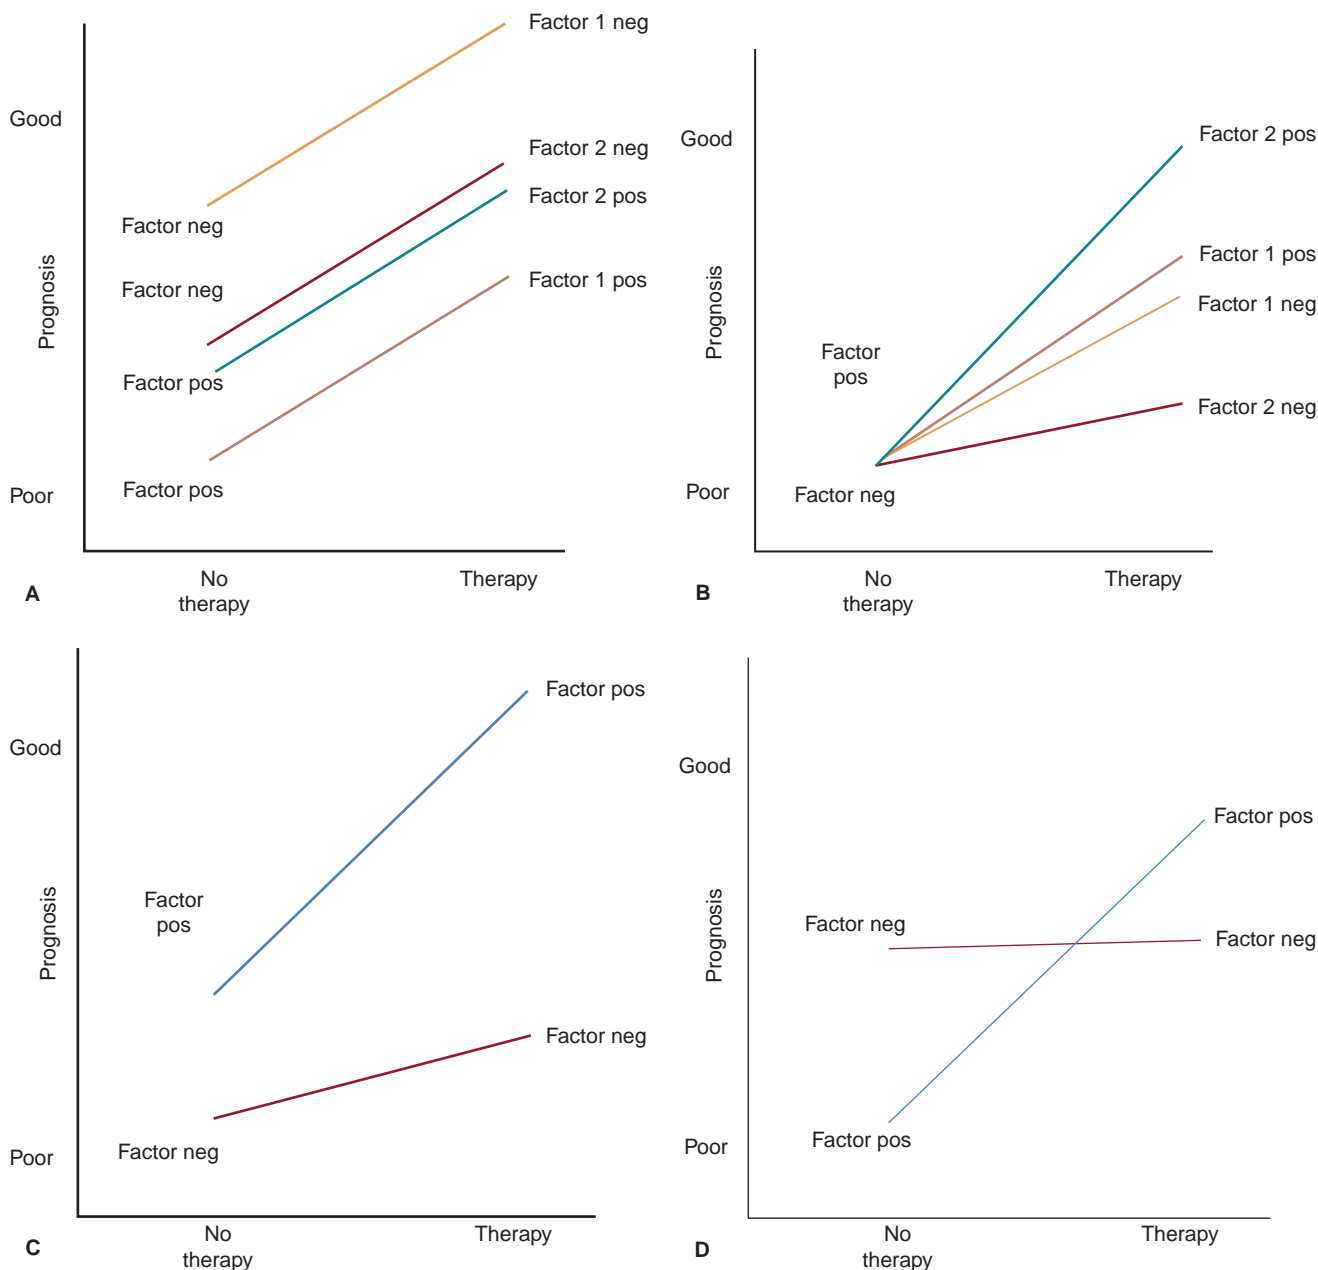 Factor 1 neg
Good
Factor 2 neg
Factor 2 pos
Factor neg
Factor neg
Factor 1 pos
Prognosis
Factor pos
Poor
Factor pos
No
therapy
Therapy
A
Factor 2 pos
Good
Factor 1 pos
Factor 1 neg
Prognosis
Factor
pos
Factor 2 neg
Poor
Factor neg
No
therapy
Therapy
B
Factor pos
Good
Factor
pos
Prognosis
Factor neg
Factor neg
Poor
No
therapy
Therapy
C
Good
Factor pos
Factor neg
Factor neg
Prognosis
Factor pos
Poor
No
therapy
Therapy
D